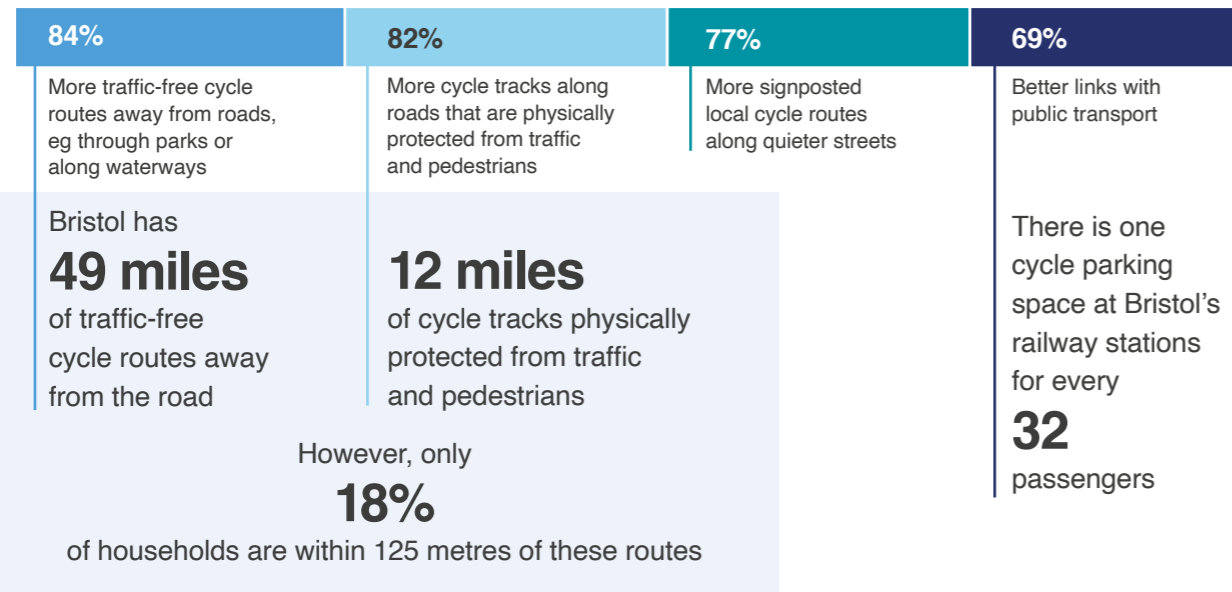 84%
More traffic-free cycle
routes away from roads,
eg through parks or
along waterways
82%
More cycle tracks along
roads that are physically
protected from traffic
and pedestrians
77%
More signposted
local cycle routes
along quieter streets
69%
Better links with
public transport
Bristol has
49 miles
of traffic-free
cycle routes away
from the road
12 miles
of cycle tracks physically
protected from traffic
and pedestrians
However, only
18%
of households are within 125 metres of these routes
There is one
cycle parking
space at Bristol’s
railway stations
for every
32
passengers